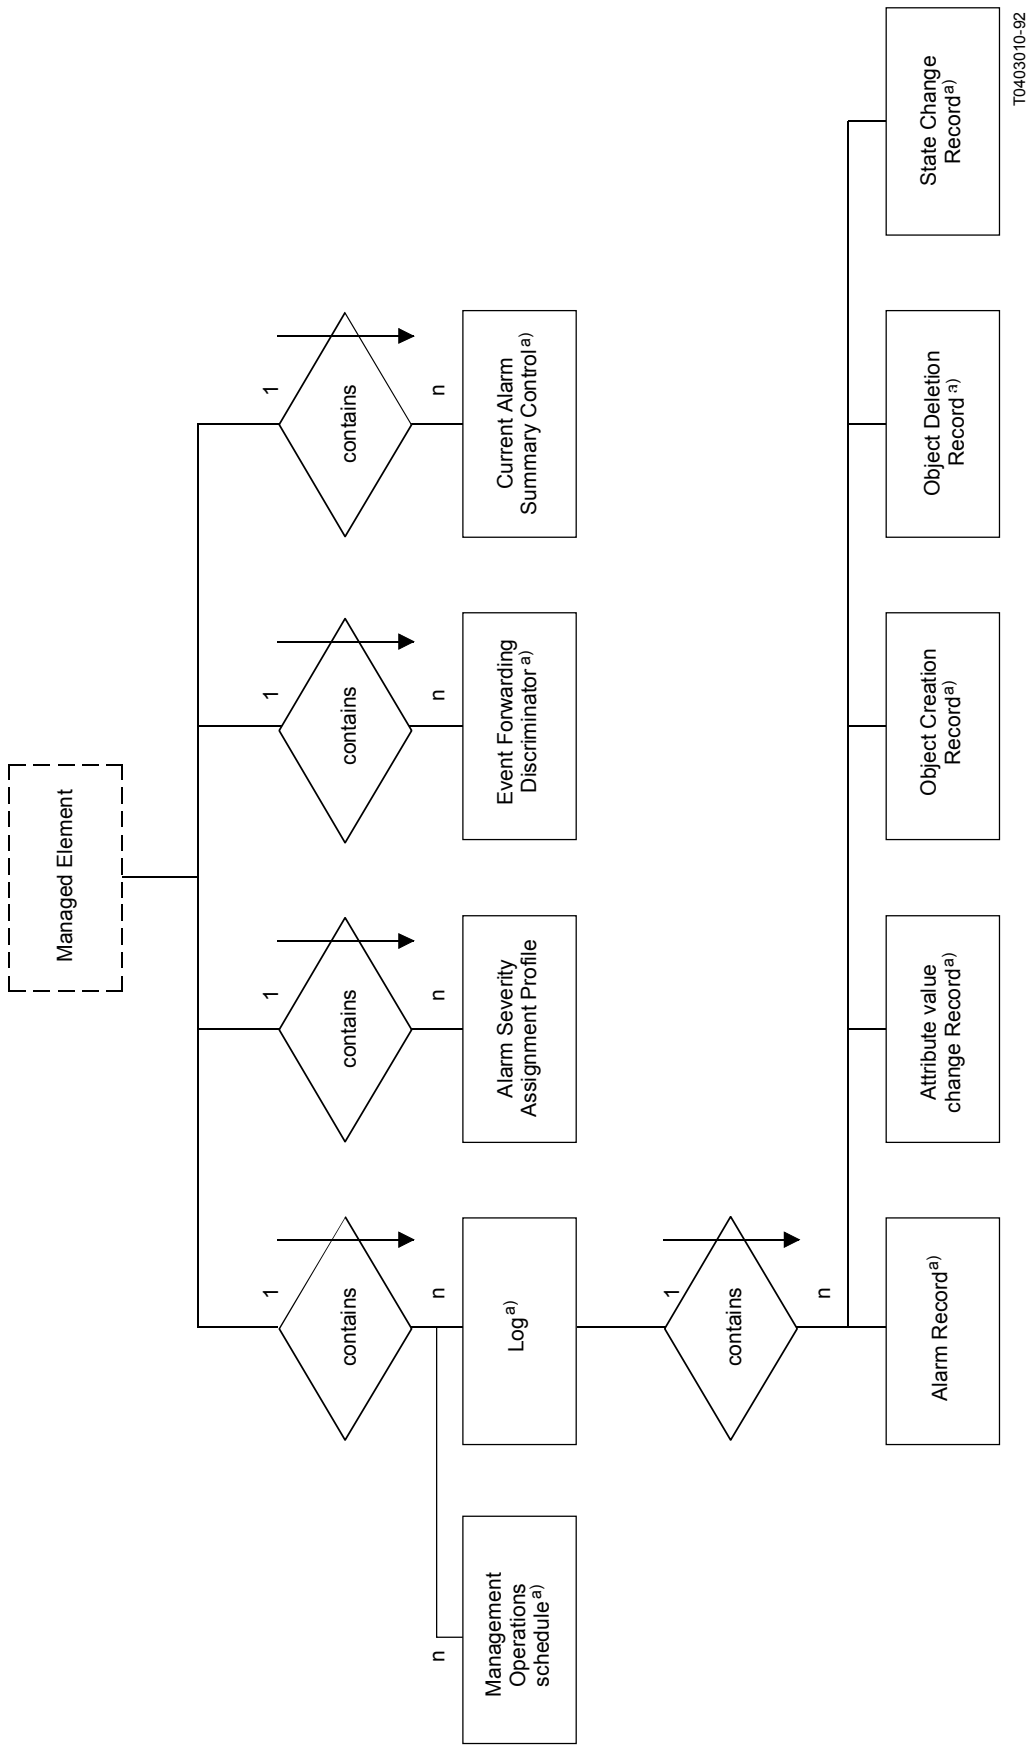 Managed Element
1
contains
n
1
contains
n
1
contains
n
1
contains
n
n
Management
Operations
schedule a)
Log a)
Alarm Severity
Assignment Profile
Event Forwarding
Discriminator a)
Current Alarm
Summary Control a)
1
contains
n
Alarm Record a)
Attribute value
change Record a)
Object Creation
Record a)
Object Deletion
Record a)
State Change
Record a)
T0403010-92